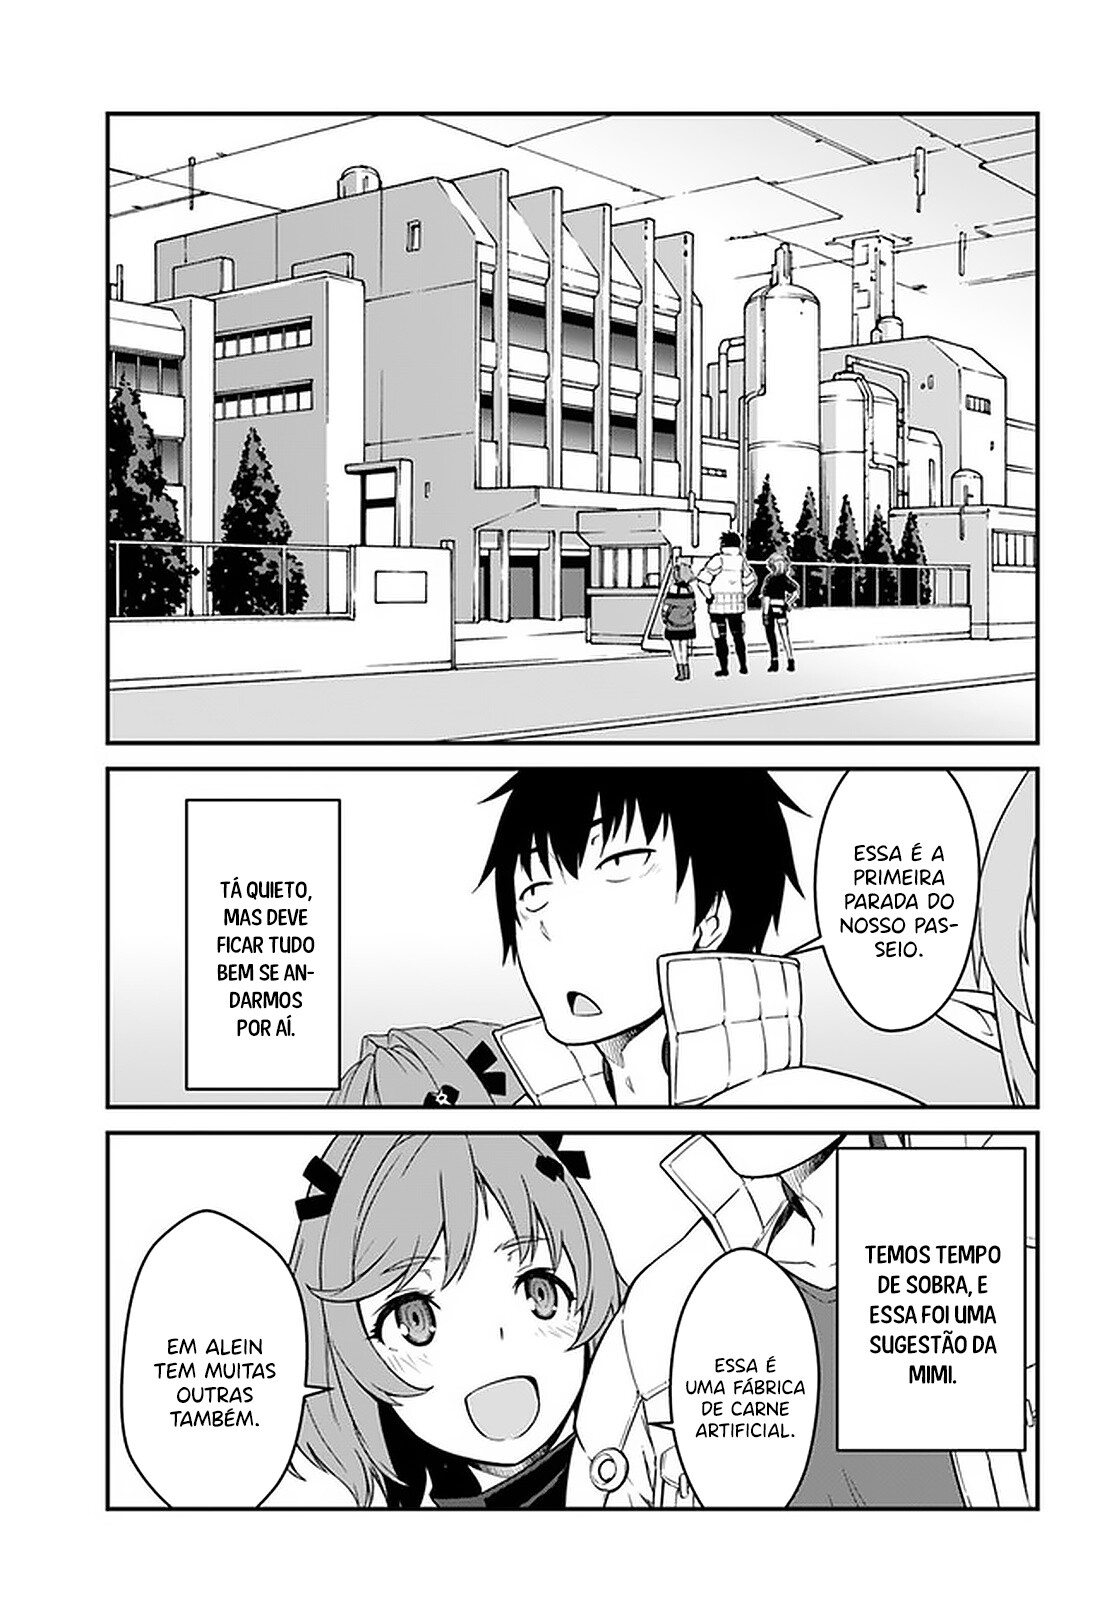 ESSA É A
PRIMEIRA
PARADA DO
NOSSO PAS-
SEIO.
TÁ QUIETO,
MAS DEVE
FICAR TUDO
BEM SE AN-
DARMOS
POR AÍ.
TEMOS TEMPO
DE SOBRA, E
ESSA FOI UMA
SUGESTÃO DA
MIMI.
ESSA É
UMA FÁBRICA
DE CARNE
ARTIFICIAL.
EM ALEIN
TEM MUITAS
OUTRAS
TAMBÉM.